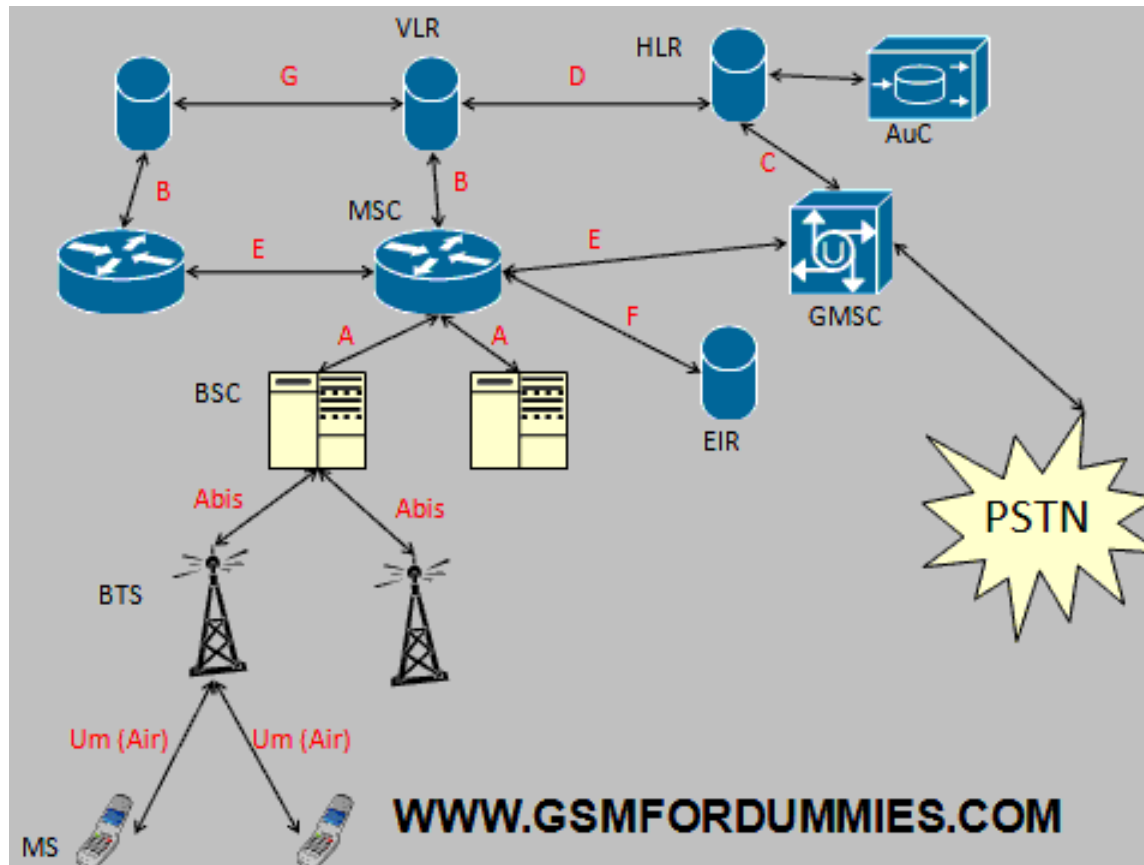 VLR
HLR
G
D
AuC
B
B
C
MSC
E
E
GMSC
F
A
A
BSC
EIR
Abis
Abis
PSTN
BTS
Um (Air)
Um (Air)
WWW.GSMFORDUMMIES.COM
MS
U